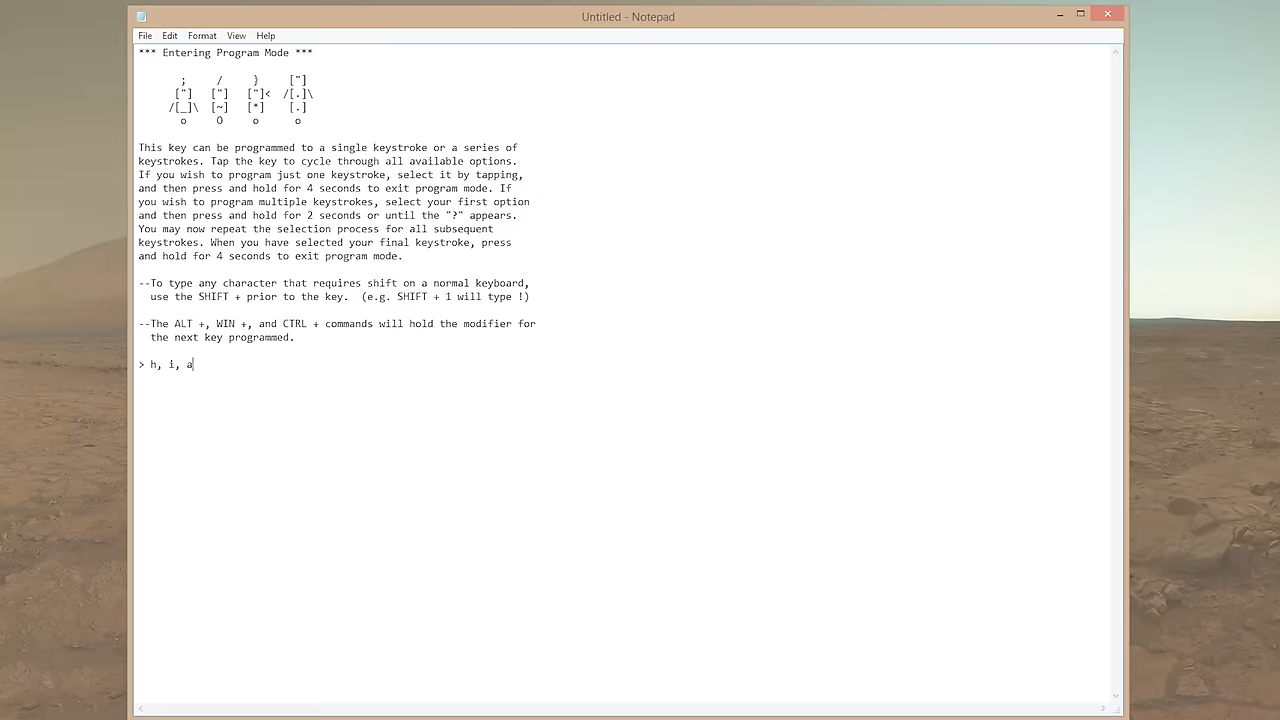 Untitled - Notepad
File Edit Format View Help
*** Entering Program Mode ***
      ;     /     }     ["]
     ["]   ["]   ["]<  /[.]\
    /[_]\  [~]   [*]    [.]
      o     O     o      o
This key can be programmed to a single keystroke or a series of
keystrokes. Tap the key to cycle through all available options.
If you wish to program just one keystroke, select it by tapping,
and then press and hold for 4 seconds to exit program mode. If
you wish to program multiple keystrokes, select your first option
and then press and hold for 2 seconds or until the "?" appears.
You may now repeat the selection process for all subsequent
keystrokes. When you have selected your final keystroke, press
and hold for 4 seconds to exit program mode.
--To type any character that requires shift on a normal keyboard,
  use the SHIFT + prior to the key.  (e.g. SHIFT + 1 will type !)
--The ALT +, WIN +, and CTRL + commands will hold the modifier for
  the next key programmed.
> h, i, a